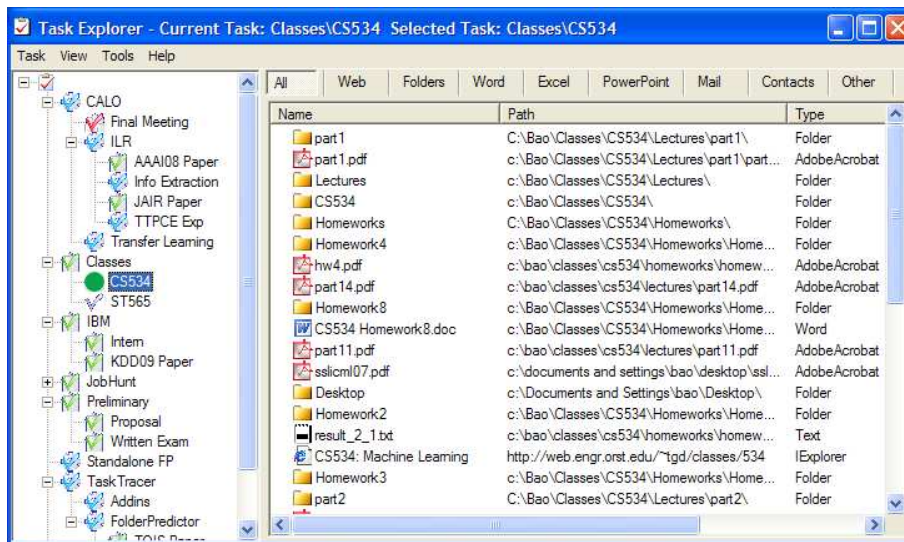 Task Explorer - Current Task: Classes\CS534 Selected Task: Classes\CS534
Task View Tools Help
CALO
Final Meeting
ILR
AAAI08 Paper
Info Extraction
JAIR Paper
TTPCE Exp
Transfer Learning
Classes
CS534
ST565
IBM
Intern
KDD09 Paper
JobHunt
Preliminary
Proposal
Written Exam
Standalone FP
TaskTracer
Addins
FolderPredictor
All Web Folders Word Excel PowerPoint Mail Contacts Other
Name Path Type
part1 C:\Bao\Classes\CS534\Lectures\part1\ Folder
part1.pdf C:\Bao\Classes\CS534\Lectures\part1\part... AdobeAcrobat
Lectures c:\Bao\Classes\CS534\Lectures\ Folder
CS534 c:\Bao\Classes\CS534\ Folder
Homeworks C:\Bao\Classes\CS534\Homeworks\ Folder
Homework4 c:\Bao\Classes\CS534\Homeworks\Home... Folder
hw4.pdf c:\bao\classes\cs534\homeworks\homew... AdobeAcrobat
part14.pdf c:\bao\classes\cs534\lectures\part14.pdf AdobeAcrobat
Homework8 c:\Bao\Classes\CS534\Homeworks\Home... Folder
CS534 Homework8.doc c:\Bao\Classes\CS534\Homeworks\Home... Word
part11.pdf c:\bao\classes\cs534\lectures\part11.pdf AdobeAcrobat
sslicml07.pdf c:\documents and settings\bao\desktop\ssl... AdobeAcrobat
Desktop c:\Documents and Settings\bao\Desktop\ Folder
Homework2 c:\Bao\Classes\CS534\Homeworks\Home... Folder
result_2_1.txt c:\bao\classes\cs534\homeworks\homew... Text
CS534: Machine Learning http://web.engr.orst.edu/~tgd/classes/534 IExplorer
Homework3 c:\Bao\Classes\CS534\Homeworks\Home... Folder
part2 C:\Bao\Classes\CS534\Lectures\part2\ Folder